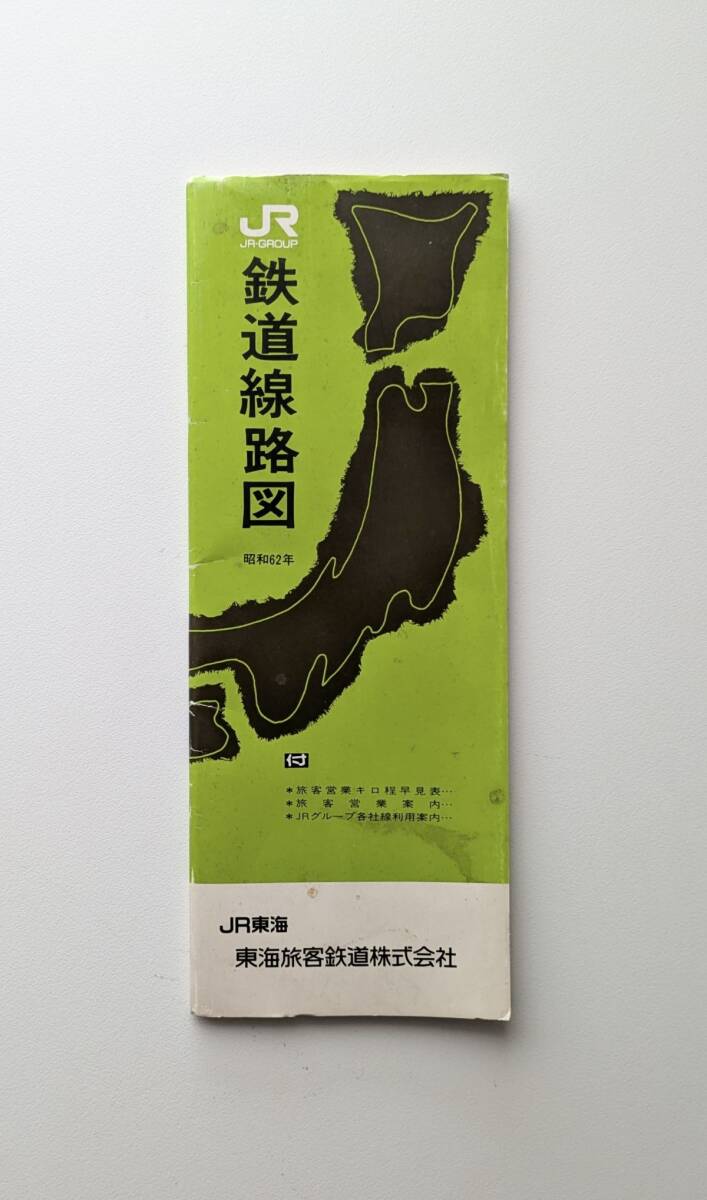 JR
JR-GROUP
鉄道線路図
昭和62年
付
*旅客営業キロ程早見表…
*旅客営業案内…
*JRグループ各社線利用案内…
JR東海
東海旅客鉄道株式会社